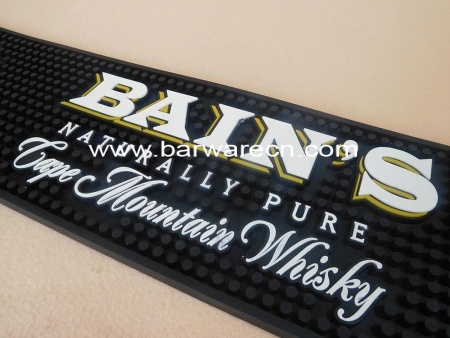 BAIN'S
www.barwarecn.com
NATURALLY PURE
Cape Mountain Whisky